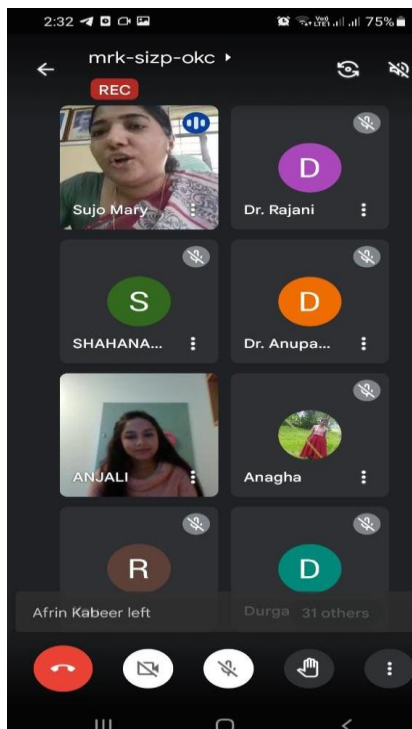 2:32 75%
mrk-sizp-okc
REC
Sujo Mary Dr. Rajani
D
S D
SHAHANA... Dr. Anupa...
ANJALI Anagha
R D
Afrin Kabeer left Durga 31 others